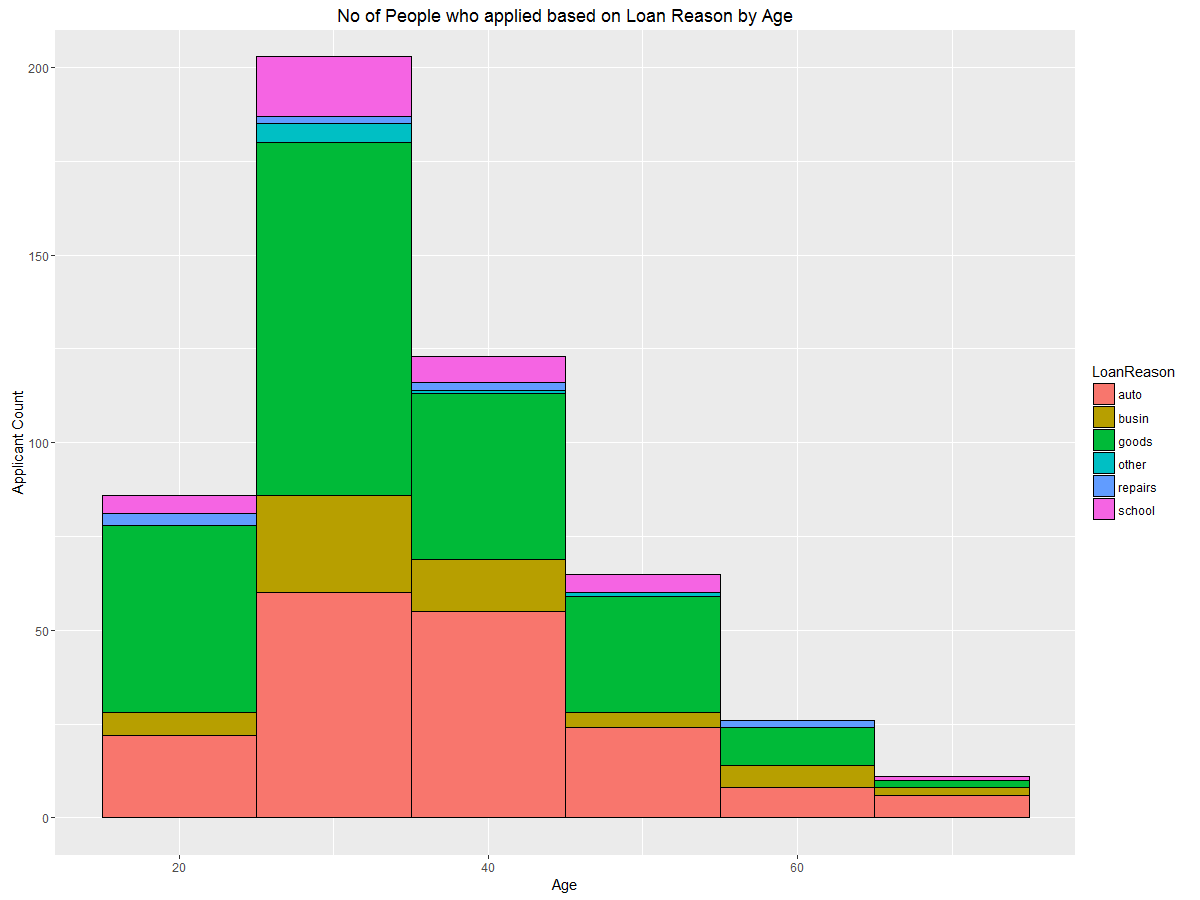 No of People who applied based on Loan Reason by Age
200
150
100
50
0
Applicant Count
20
40
60
Age
LoanReason
auto
busin
goods
other
repairs
school